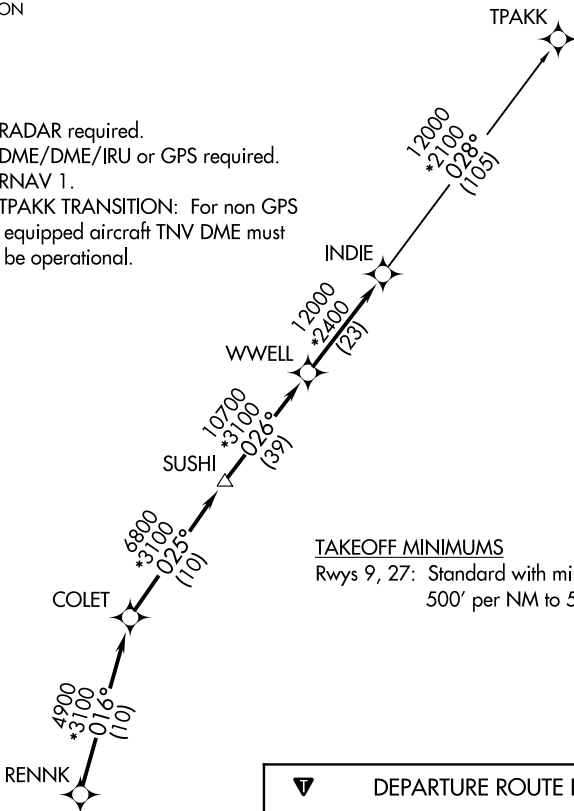 ON
TPAKK
RADAR required.
DME/DME/IRU or GPS required.
RNAV 1.
TPAKK TRANSITION: For non GPS
equipped aircraft TNV DME must
be operational.
12000
*2100
028°
(105)
INDIE
12000
*2400
(23)
WWELL
10700
*3100
026°
(39)
SUSHI
6800
*3100
025°
(10)
TAKEOFF MINIMUMS
Rwys 9, 27: Standard with mi
500' per NM to 5
COLET
4900
*3100
016°
(10)
RENNK
T DEPARTURE ROUTE